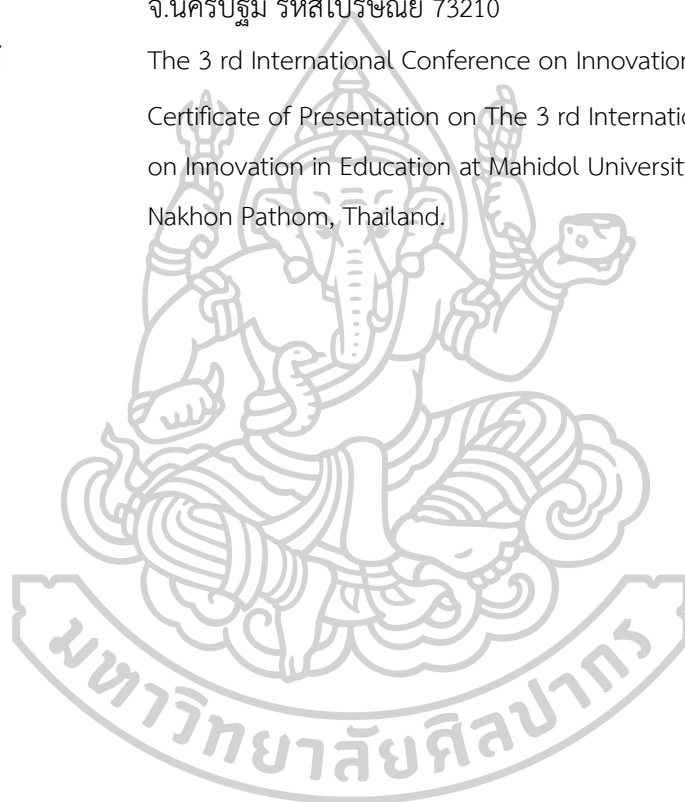 จ.นครปฐม รหัสไปรษณีย์ 73210
The 3 rd International Conference on Innovation
Certificate of Presentation on The 3 rd Internatio
on Innovation in Education at Mahidol Universit
Nakhon Pathom, Thailand.
มหาวิทยาลัยศิลปากร